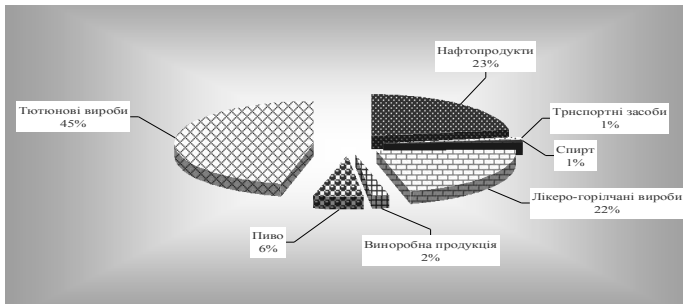 Нафтопродукти
23%
Тютюнові вироби
45%
Трнспортні засоби
1%
Спирт
1%
Лікеро-горілчані вироби
22%
Пиво
6%
Виноробна продукція
2%